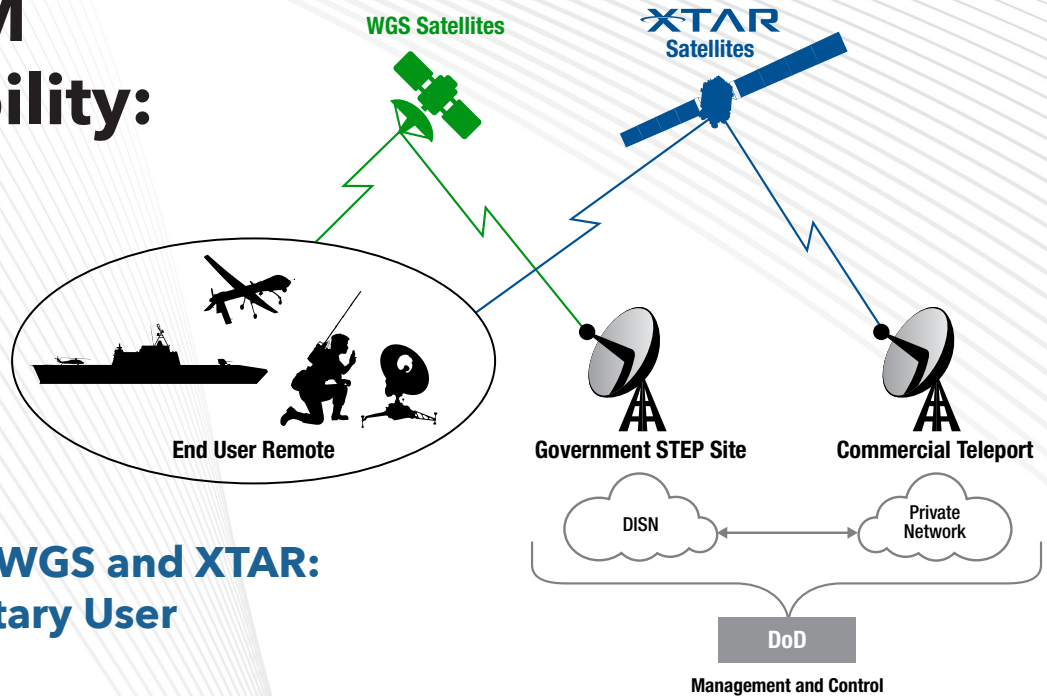 M
bility:
WGS Satellites
XTAR
Satellites
End User Remote
Government STEP Site
Commercial Teleport
DISN
Private
Network
WGS and XTAR:
tary User
DoD
Management and Control